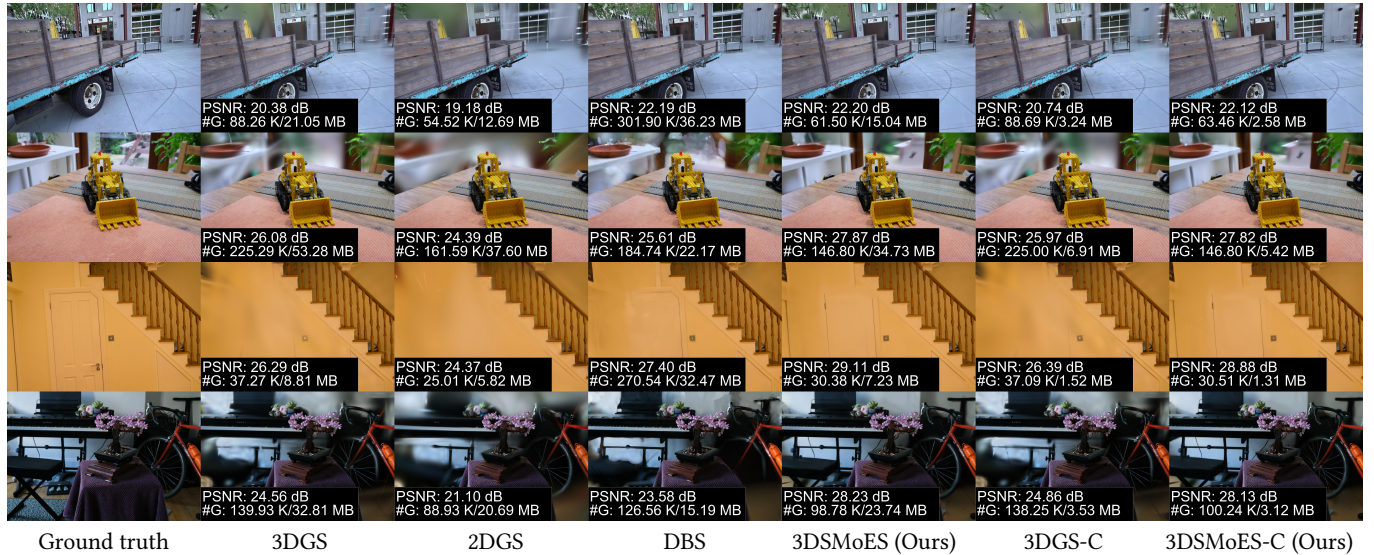 PSNR: 20.38 dB
#G: 88.26 K/21.05 MB
PSNR: 19.18 dB
#G: 54.52 K/12.69 MB
PSNR: 22.19 dB
#G: 301.90 K/36.23 MB
PSNR: 22.20 dB
#G: 61.50 K/15.04 MB
PSNR: 20.74 dB
#G: 88.69 K/3.24 MB
PSNR: 22.12 dB
#G: 63.46 K/2.58 MB
PSNR: 26.08 dB
#G: 225.29 K/53.28 MB
PSNR: 24.39 dB
#G: 161.59 K/37.60 MB
PSNR: 25.61 dB
#G: 184.74 K/22.17 MB
PSNR: 27.87 dB
#G: 146.80 K/34.73 MB
PSNR: 25.97 dB
#G: 225.00 K/6.91 MB
PSNR: 27.82 dB
#G: 146.80 K/5.42 MB
PSNR: 26.29 dB
#G: 37.27 K/8.81 MB
PSNR: 24.37 dB
#G: 25.01 K/5.82 MB
PSNR: 27.40 dB
#G: 270.54 K/32.47 MB
PSNR: 29.11 dB
#G: 30.38 K/7.23 MB
PSNR: 26.39 dB
#G: 37.09 K/1.52 MB
PSNR: 28.88 dB
#G: 30.51 K/1.31 MB
PSNR: 24.56 dB
#G: 139.93 K/32.81 MB
PSNR: 21.10 dB
#G: 88.93 K/20.69 MB
PSNR: 23.58 dB
#G: 126.56 K/15.19 MB
PSNR: 28.23 dB
#G: 98.78 K/23.74 MB
PSNR: 24.86 dB
#G: 138.25 K/3.53 MB
PSNR: 28.13 dB
#G: 100.24 K/3.12 MB
Ground truth
3DGS
2DGS
DBS
3DSMoES (Ours)
3DGS-C
3DSMoES-C (Ours)